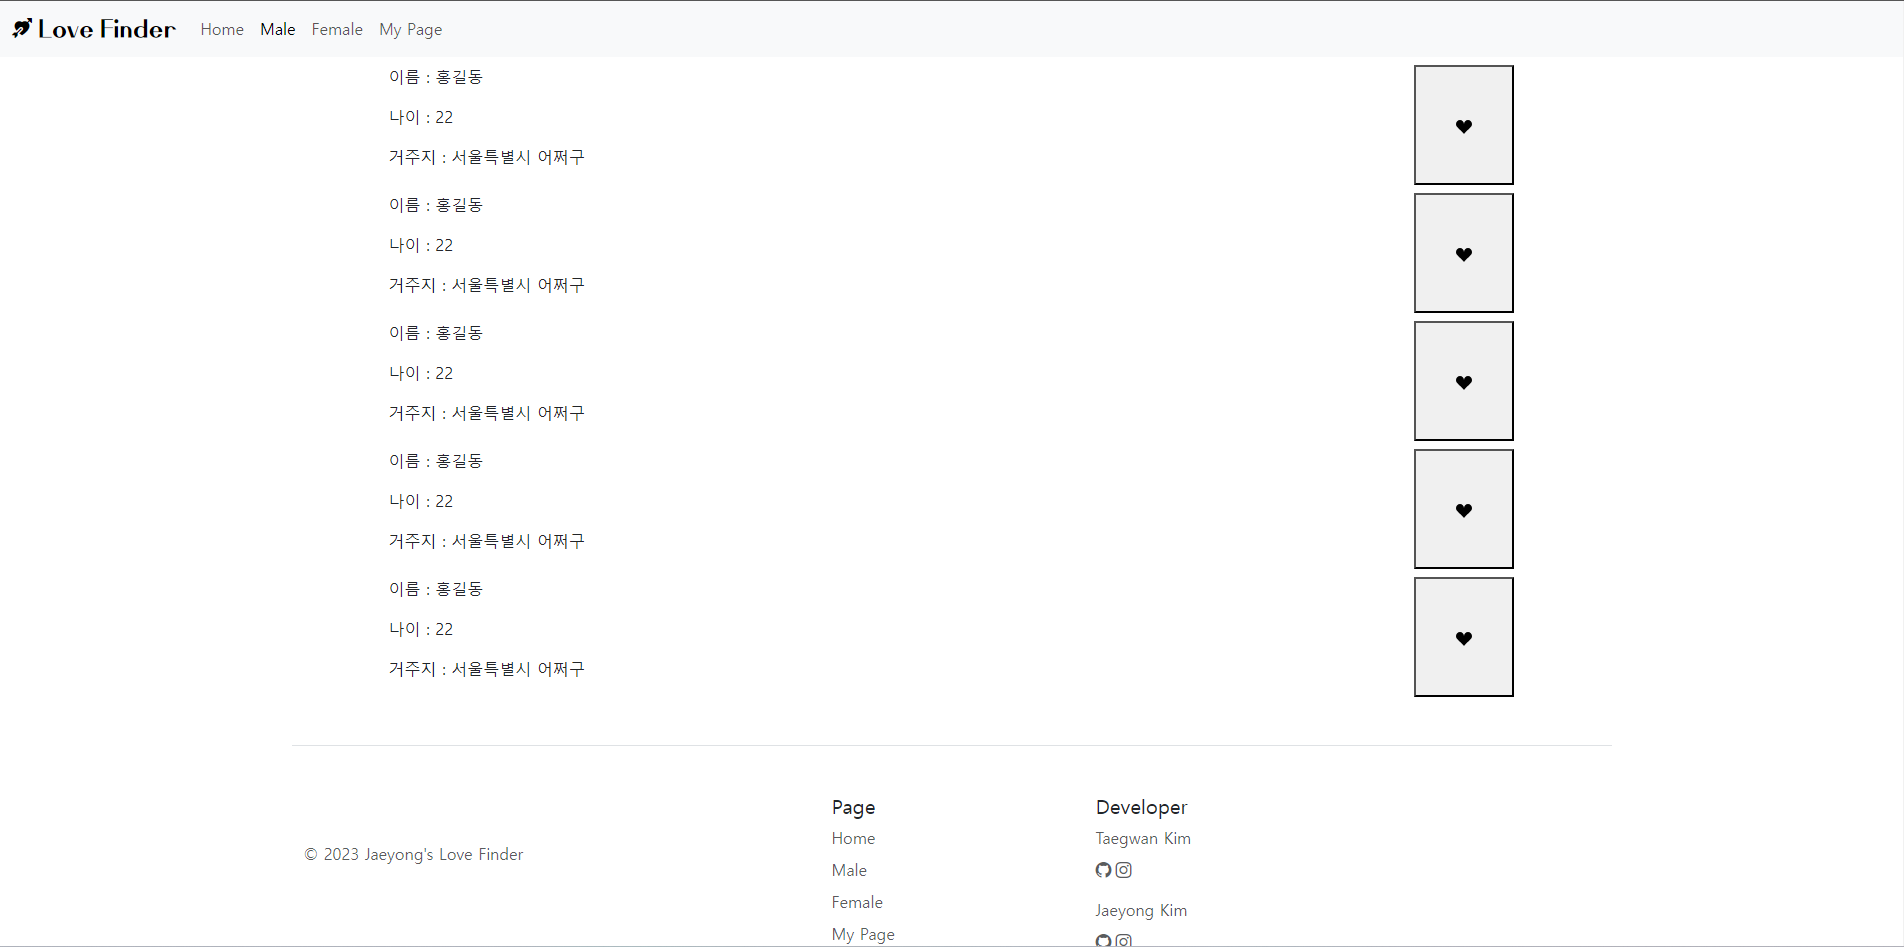 Love Finder Home Male Female My Page
이름 : 홍길동
나이 : 22
거주지 : 서울특별시 어쩌구
이름 : 홍길동
나이 : 22
거주지 : 서울특별시 어쩌구
이름 : 홍길동
나이 : 22
거주지 : 서울특별시 어쩌구
이름 : 홍길동
나이 : 22
거주지 : 서울특별시 어쩌구
이름 : 홍길동
나이 : 22
거주지 : 서울특별시 어쩌구
© 2023 Jaeyong's Love Finder
Page
Home
Male
Female
My Page
Developer
Taegwan Kim
Jaeyong Kim